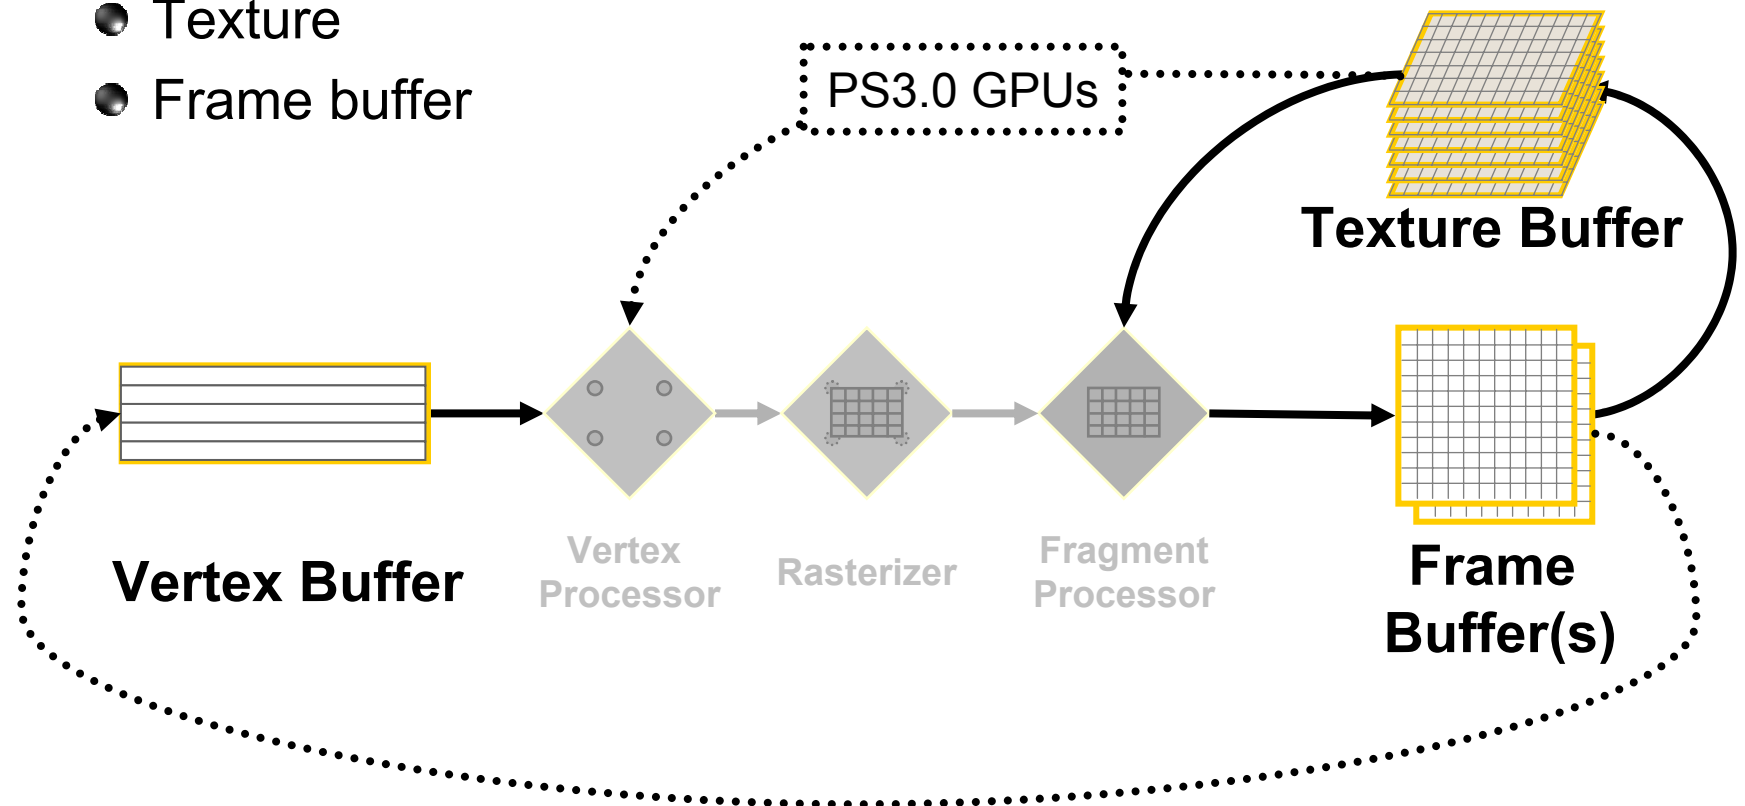 Texture
Frame buffer
PS3.0 GPUs
Texture Buffer
Vertex Buffer
Vertex
Processor
Rasterizer
Fragment
Processor
Frame
Buffer(s)